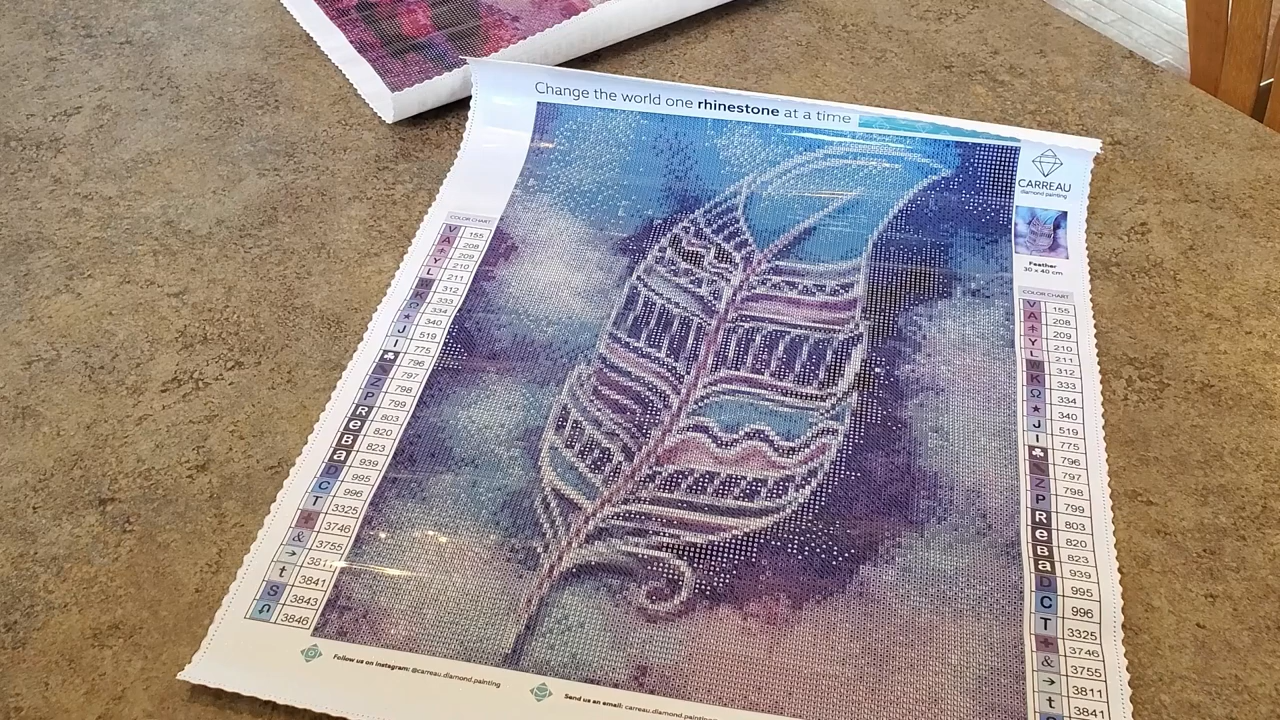 Change the world one rhinestone at a time
CARREAU
diamond painting
Feather
30 x 40 cm
COLOR CHART
V 155
A 208
209
Y 210
L 211
W 312
K 333
Ω 334
★ 340
J 519
I 775
♣ 796
797
Z 798
P 799
R 803
e 820
B 823
a 939
D 995
C 996
T 3325
+ 3746
& 3755
→ 381
t 3841
S 3843
3846
COLOR CHART
V 155
A 208
209
Y 210
L 211
W 312
K 333
Ω 334
★ 340
J 519
I 775
♣ 796
797
Z 798
P 799
R 803
e 820
B 823
a 939
D 995
C 996
T 3325
+ 3746
& 3755
→ 3811
t 3841
Follow us on Instagram: @carreau.diamond.painting
Send us an email: carreau.diamond.painting